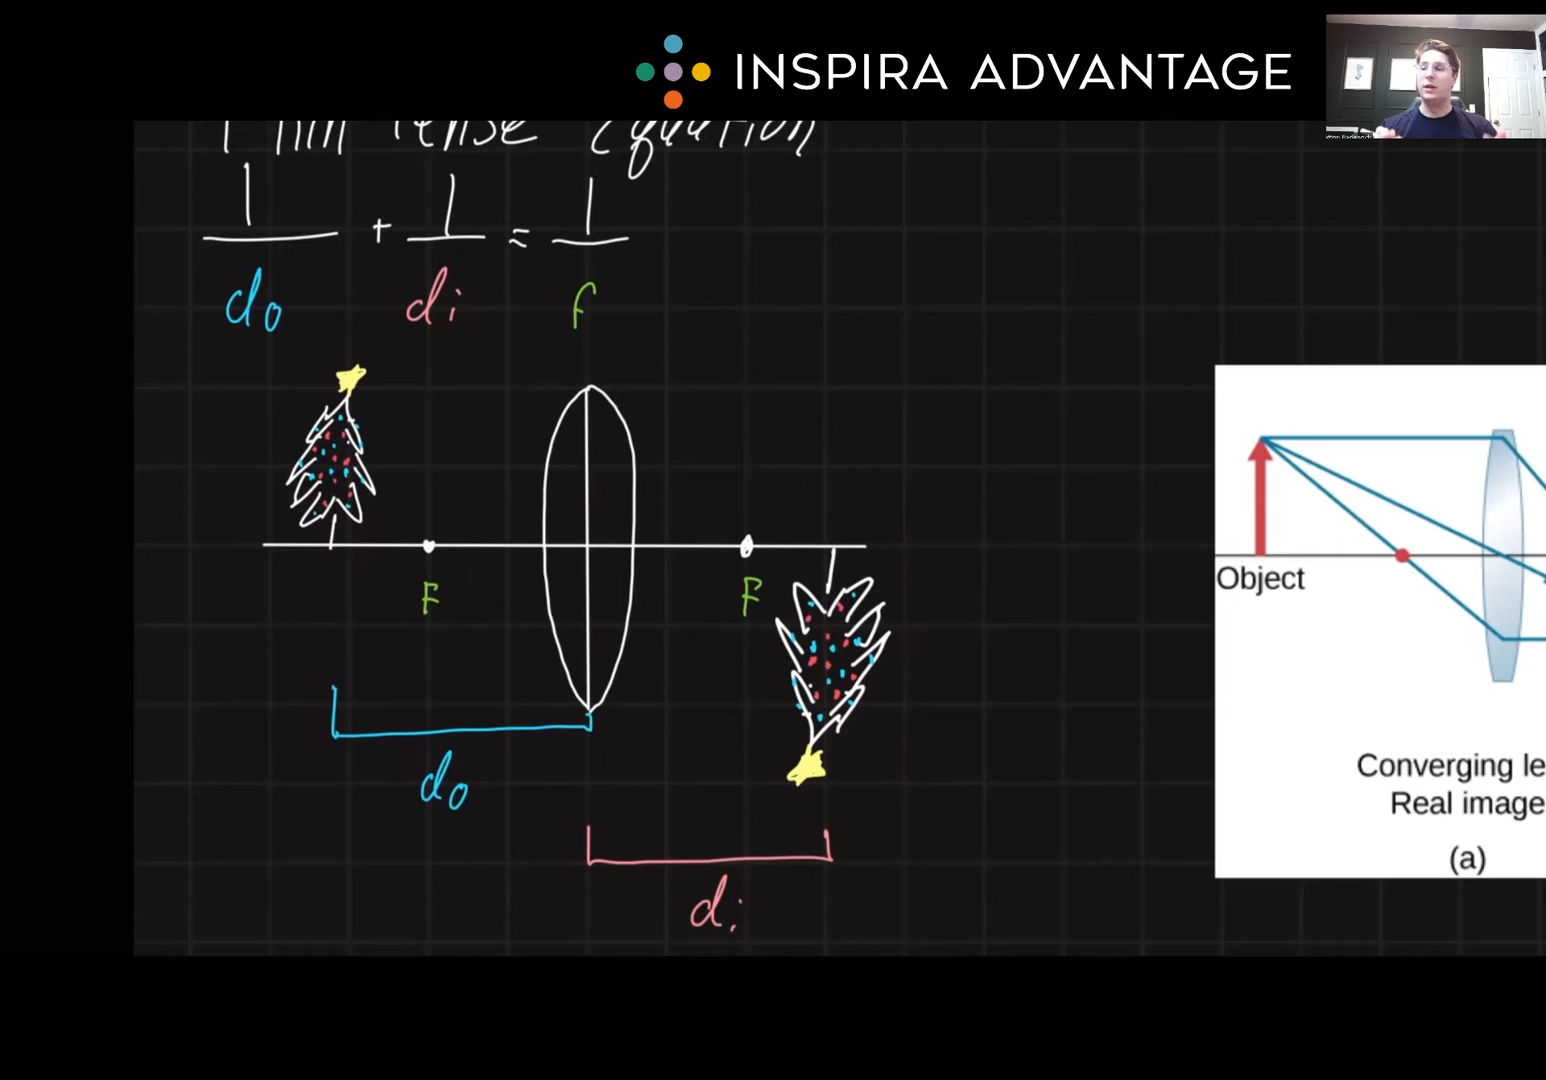 INSPIRA ADVANTAGE
Thin lense Equation
1/do + 1/di = 1/f
F
F
do
di
Object
Converging le
Real image
(a)